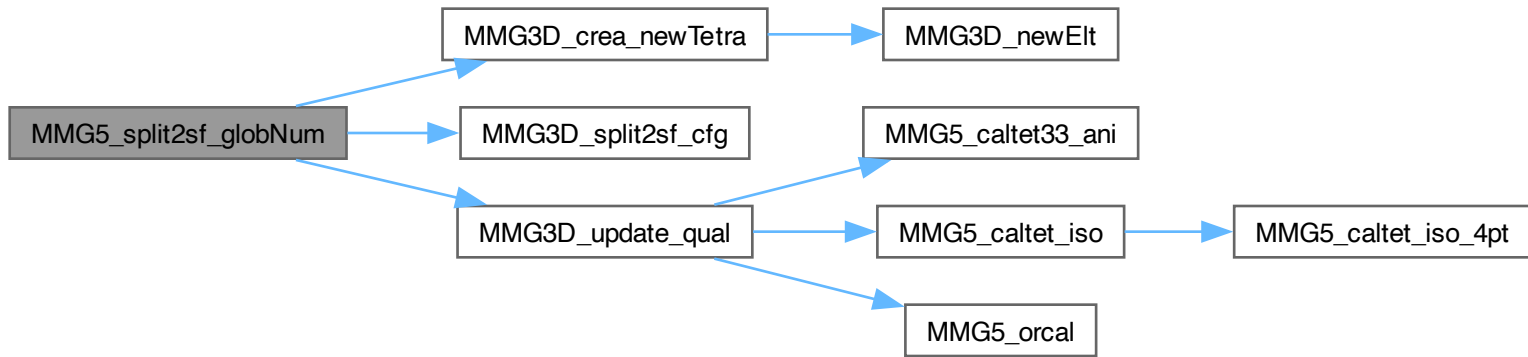 MMG5_split2sf_globNum
MMG3D_crea_newTetra
MMG3D_newElt
MMG3D_split2sf_cfg
MMG3D_update_qual
MMG5_caltet33_ani
MMG5_caltet_iso
MMG5_caltet_iso_4pt
MMG5_orcal